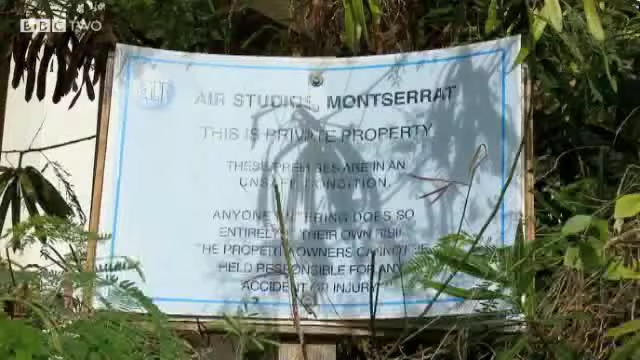 BBC TWO
AIR
AIR STUDIOS, MONTSERRAT
THIS IS PRIVATE PROPERTY
THESE PREMISES ARE IN AN
UNSAFE CONDITION.
ANYONE ENTERING DOES SO
ENTIRELY AT THEIR OWN RISK
THE PROPERTY OWNERS CANNOT BE
HELD RESPONSIBLE FOR ANY
ACCIDENT OR INJURY